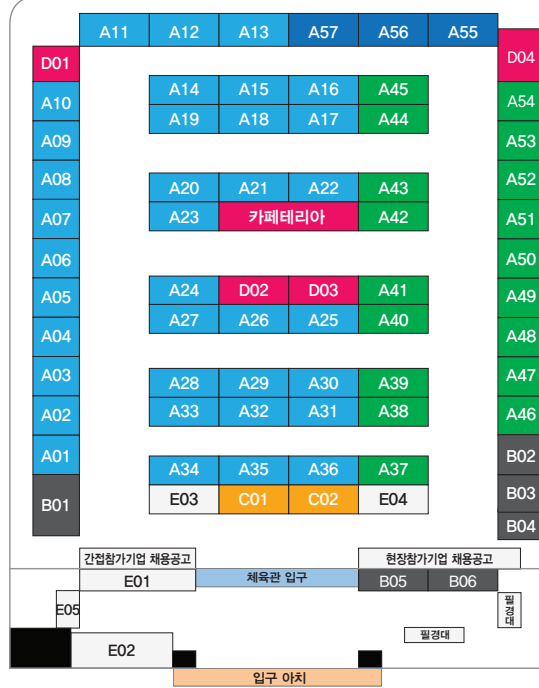 A11 A12 A13 A57 A56 A55
D01
D04
A10
A14 A15 A16 A45
A54
A09
A19 A18 A17 A44
A53
A08
A20 A21 A22 A43
A52
A07
A23 카페테리아 A42
A51
A06
A50
A05
A24 D02 D03 A41
A49
A04
A27 A26 A25 A40
A48
A03
A28 A29 A30 A39
A47
A02
A33 A32 A31 A38
A46
A01
A34 A35 A36 A37
B02
B01
E03 C01 C02 E04
B03
B04
간접참가기업 채용공고
현장참가기업 채용공고
E01
체육관 입구
B05 B06
E05
필경대
필경대
E02
입구 아치